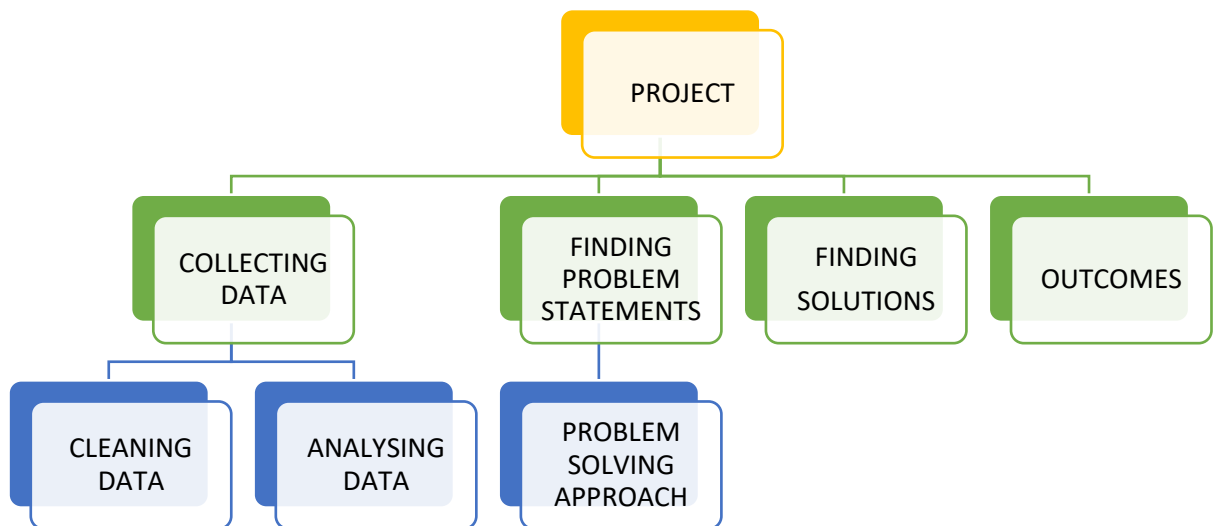 PROJECT
COLLECTING
DATA
FINDING
PROBLEM
STATEMENTS
FINDING
SOLUTIONS
OUTCOMES
CLEANING
DATA
ANALYSING
DATA
PROBLEM
SOLVING
APPROACH